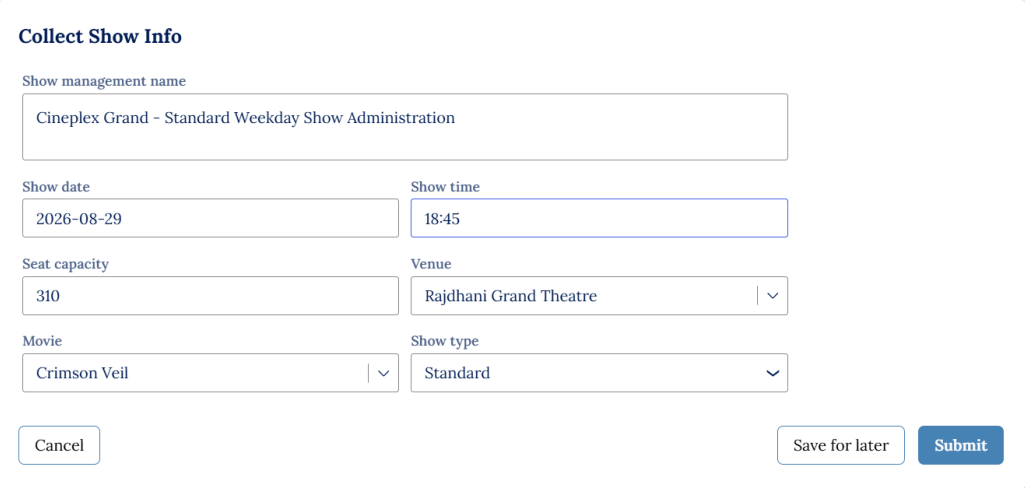 Collect Show Info
Show management name
Cineplex Grand - Standard Weekday Show Administration
Show date
Show time
2026-08-29
18:45
Seat capacity
Venue
310
Rajdhani Grand Theatre
Movie
Show type
Crimson Veil
Standard
Cancel
Save for later
Submit